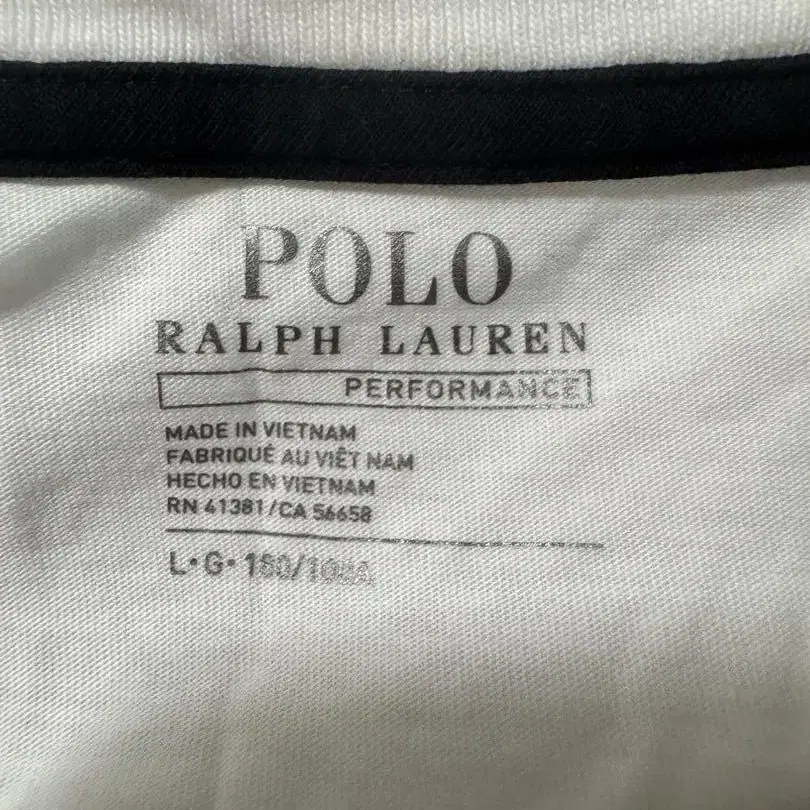 POLO
RALPH LAUREN
PERFORMANCE
MADE IN VIETNAM
FABRIQUÉ AU VIÊT NAM
HECHO EN VIETNAM
RN 41381/CA 56658
L•G•